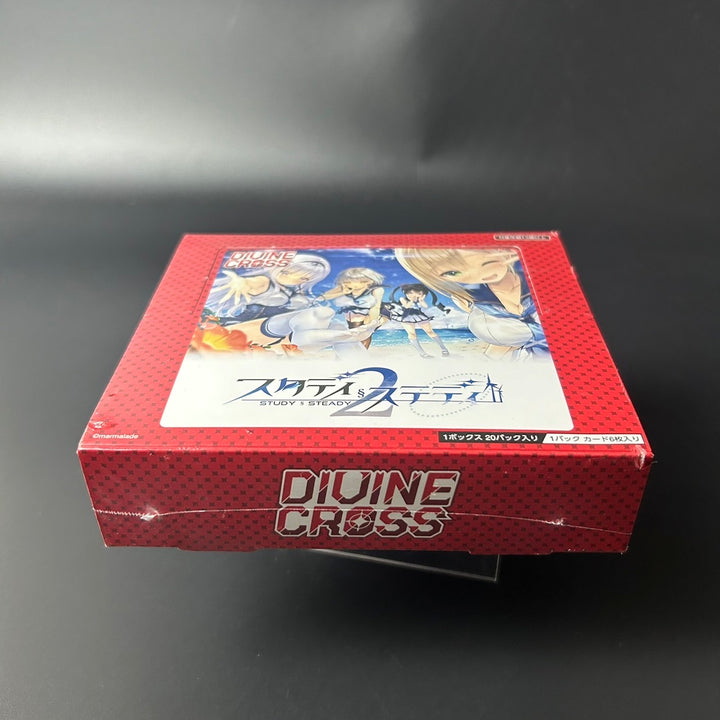 DIVINE
CROSS
スタディ§ステディ2
STUDY § STEADY
©marmalade
1ボックス 20パック入り
1パック カード6枚入り
DIVINE
CROSS